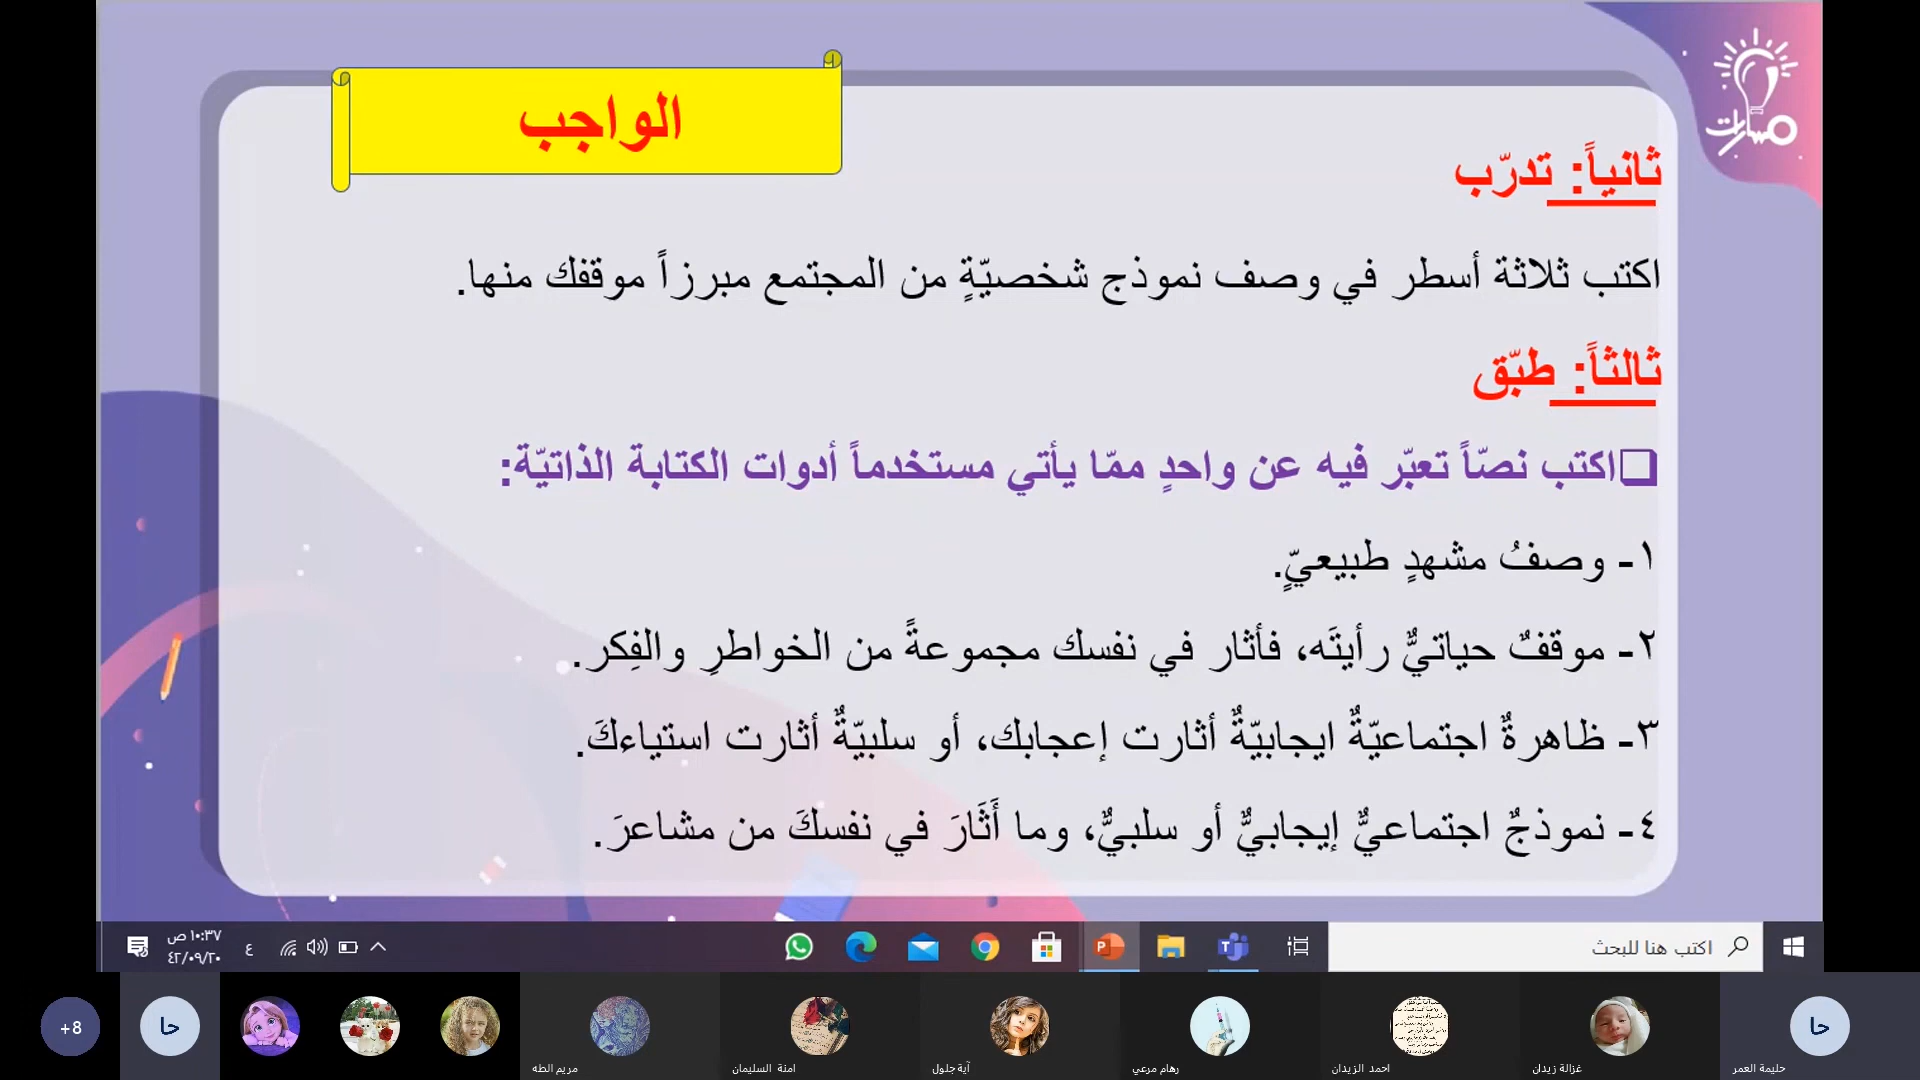 الواجب
مسارات
ثانياً: تدرّب
اكتب ثلاثة أسطر في وصف نموذج شخصيّةٍ من المجتمع مبرزاً موقفك منها.
ثالثاً: طبّق
اكتب نصّاً تعبّر فيه عن واحدٍ ممّا يأتي مستخدماً أدوات الكتابة الذاتيّة:
١- وصفُ مشهدٍ طبيعيٍّ.
٢- موقفٌ حياتيٌّ رأيتَه، فأثار في نفسك مجموعةً من الخواطرِ والفِكر.
٣- ظاهرةٌ اجتماعيّةٌ ايجابيّةٌ أثارت إعجابك، أو سلبيّةٌ أثارت استياءكَ.
٤- نموذجٌ اجتماعيٌّ إيجابيٌّ أو سلبيٌّ، وما أَثَارَ في نفسكَ من مشاعرَ.
اكتب هنا للبحث
ع
١٠:٣٧ ص
٤٢/٠٩/٢٠
حا
حليمة العمر
غزالة زيدان
احمد الزيدان
رهام مرعي
آية جلول
امنة السليمان
مريم الطه
حا
+8